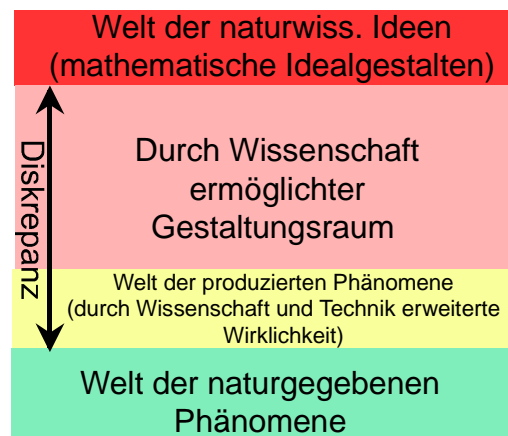 Welt der naturwiss. Ideen
(mathematische Idealgestalten)
Diskrepanz
Durch Wissenschaft
ermöglichter
Gestaltungsraum
Welt der produzierten Phänomene
(durch Wissenschaft und Technik erweiterte
Wirklichkeit)
Welt der naturgegebenen
Phänomene